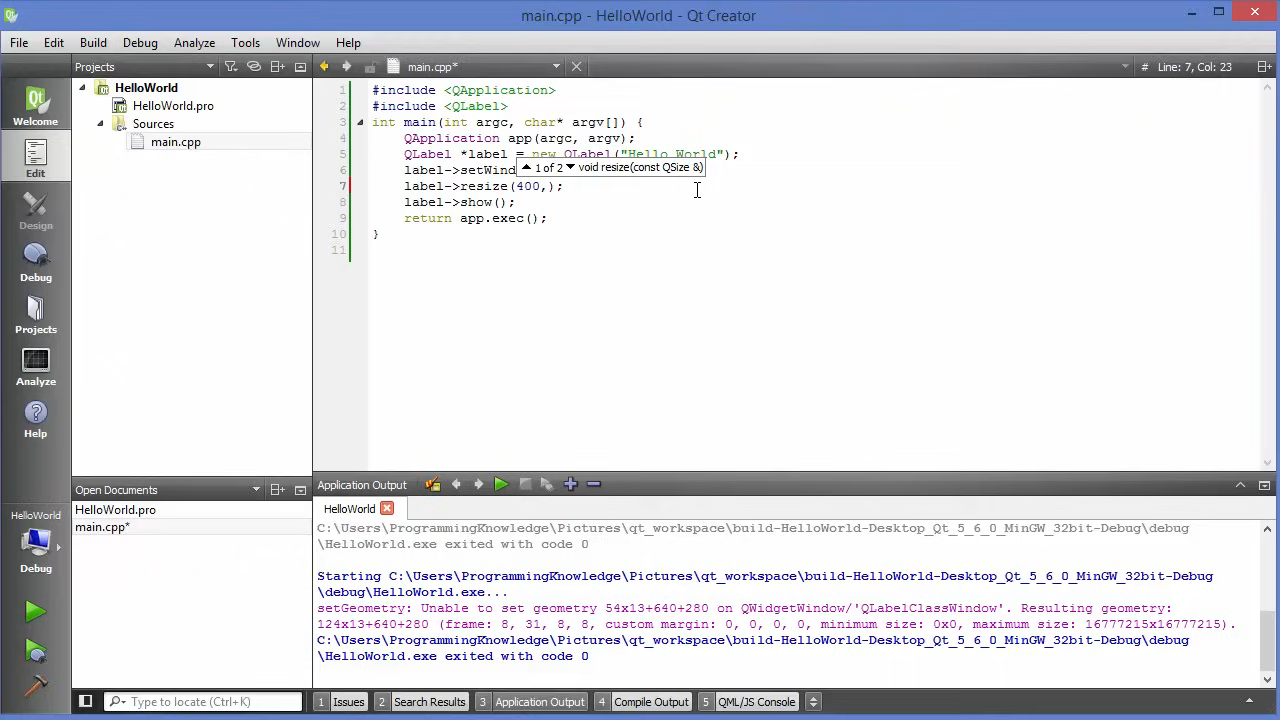 main.cpp - HelloWorld - Qt Creator
File Edit Build Debug Analyze Tools Window Help
Projects
main.cpp*
# Line: 7, Col: 23
Welcome
Edit
Design
Debug
Projects
Analyze
Help
HelloWorld
Debug
HelloWorld
HelloWorld.pro
Sources
main.cpp
1 #include <QApplication>
2 #include <QLabel>
3 int main(int argc, char* argv[]) {
4 QApplication app(argc, argv);
5 QLabel *label = new QLabel("Hello World");
1 of 2 void resize(const QSize &)
6 label->setWind
7 label->resize(400,);
8 label->show();
9 return app.exec();
10 }
11
Open Documents
HelloWorld.pro
main.cpp*
Application Output
HelloWorld
C:\Users\ProgrammingKnowledge\Pictures\qt_workspace\build-HelloWorld-Desktop_Qt_5_6_0_MinGW_32bit-Debug\debug
\HelloWorld.exe exited with code 0
Starting C:\Users\ProgrammingKnowledge\Pictures\qt_workspace\build-HelloWorld-Desktop_Qt_5_6_0_MinGW_32bit-Debug
\debug\HelloWorld.exe...
setGeometry: Unable to set geometry 54x13+640+280 on QWidgetWindow/'QLabelClassWindow'. Resulting geometry:
124x13+640+280 (frame: 8, 31, 8, 8, custom margin: 0, 0, 0, 0, minimum size: 0x0, maximum size: 16777215x16777215).
C:\Users\ProgrammingKnowledge\Pictures\qt_workspace\build-HelloWorld-Desktop_Qt_5_6_0_MinGW_32bit-Debug\debug
\HelloWorld.exe exited with code 0
Type to locate (Ctrl+K)
1 Issues 2 Search Results 3 Application Output 4 Compile Output 5 QML/JS Console